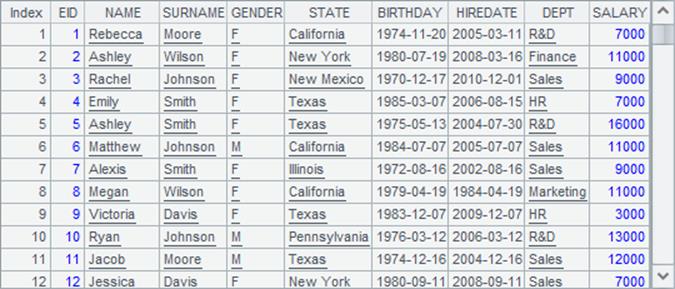 Index EID NAME SURNAME GENDER STATE BIRTHDAY HIREDATE DEPT SALARY
1 1 Rebecca Moore F California 1974-11-20 2005-03-11 R&D 7000
2 2 Ashley Wilson F New York 1980-07-19 2008-03-16 Finance 11000
3 3 Rachel Johnson F New Mexico 1970-12-17 2010-12-01 Sales 9000
4 4 Emily Smith F Texas 1985-03-07 2006-08-15 HR 7000
5 5 Ashley Smith F Texas 1975-05-13 2004-07-30 R&D 16000
6 6 Matthew Johnson M California 1984-07-07 2005-07-07 Sales 11000
7 7 Alexis Smith F Illinois 1972-08-16 2002-08-16 Sales 9000
8 8 Megan Wilson F California 1979-04-19 1984-04-19 Marketing 11000
9 9 Victoria Davis F Texas 1983-12-07 2009-12-07 HR 3000
10 10 Ryan Johnson M Pennsylvania 1976-03-12 2006-03-12 R&D 13000
11 11 Jacob Moore M Texas 1974-12-16 2004-12-16 Sales 12000
12 12 Jessica Davis F New York 1980-09-11 2008-09-11 Sales 7000